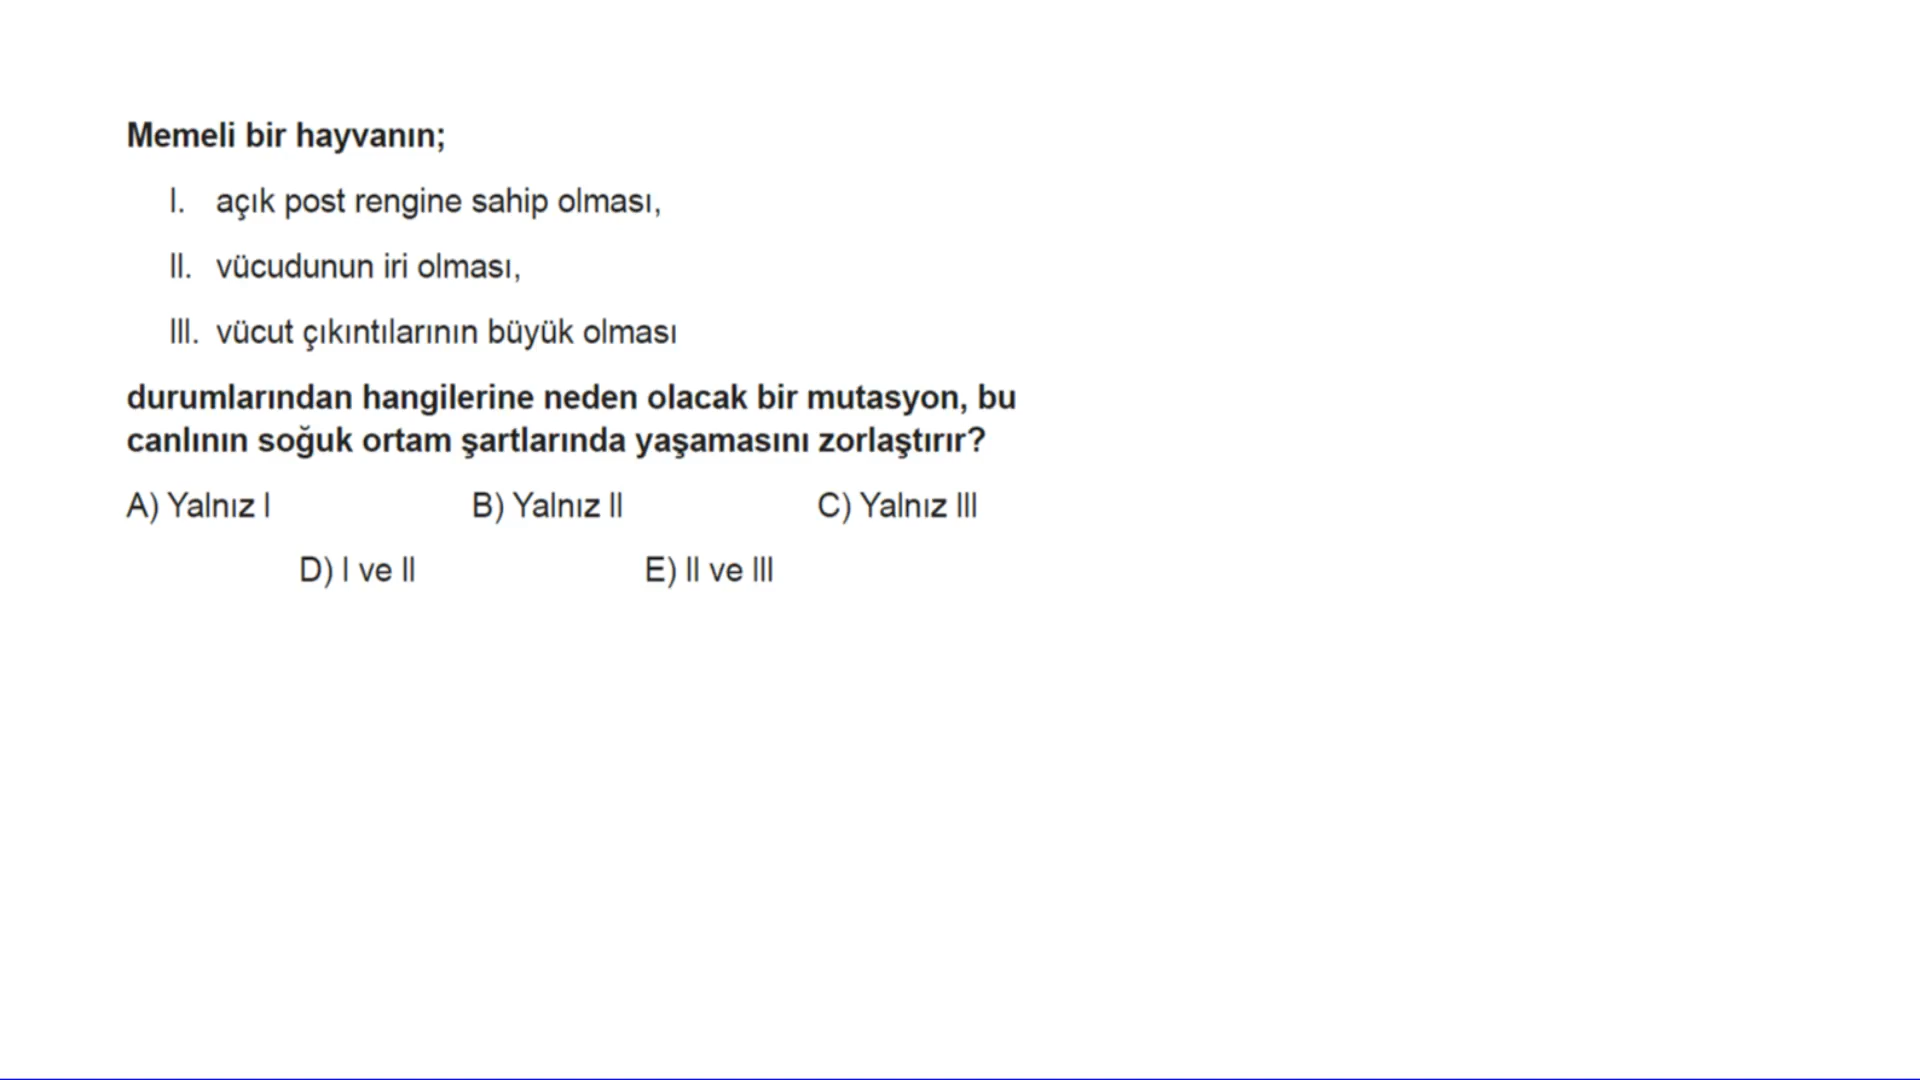 Memeli bir hayvanın;
I. açık post rengine sahip olması,
II. vücudunun iri olması,
III. vücut çıkıntılarının büyük olması
durumlarından hangilerine neden olacak bir mutasyon, bu
canlının soğuk ortam şartlarında yaşamasını zorlaştırır?
A) Yalnız I B) Yalnız II C) Yalnız III
D) I ve II E) II ve III